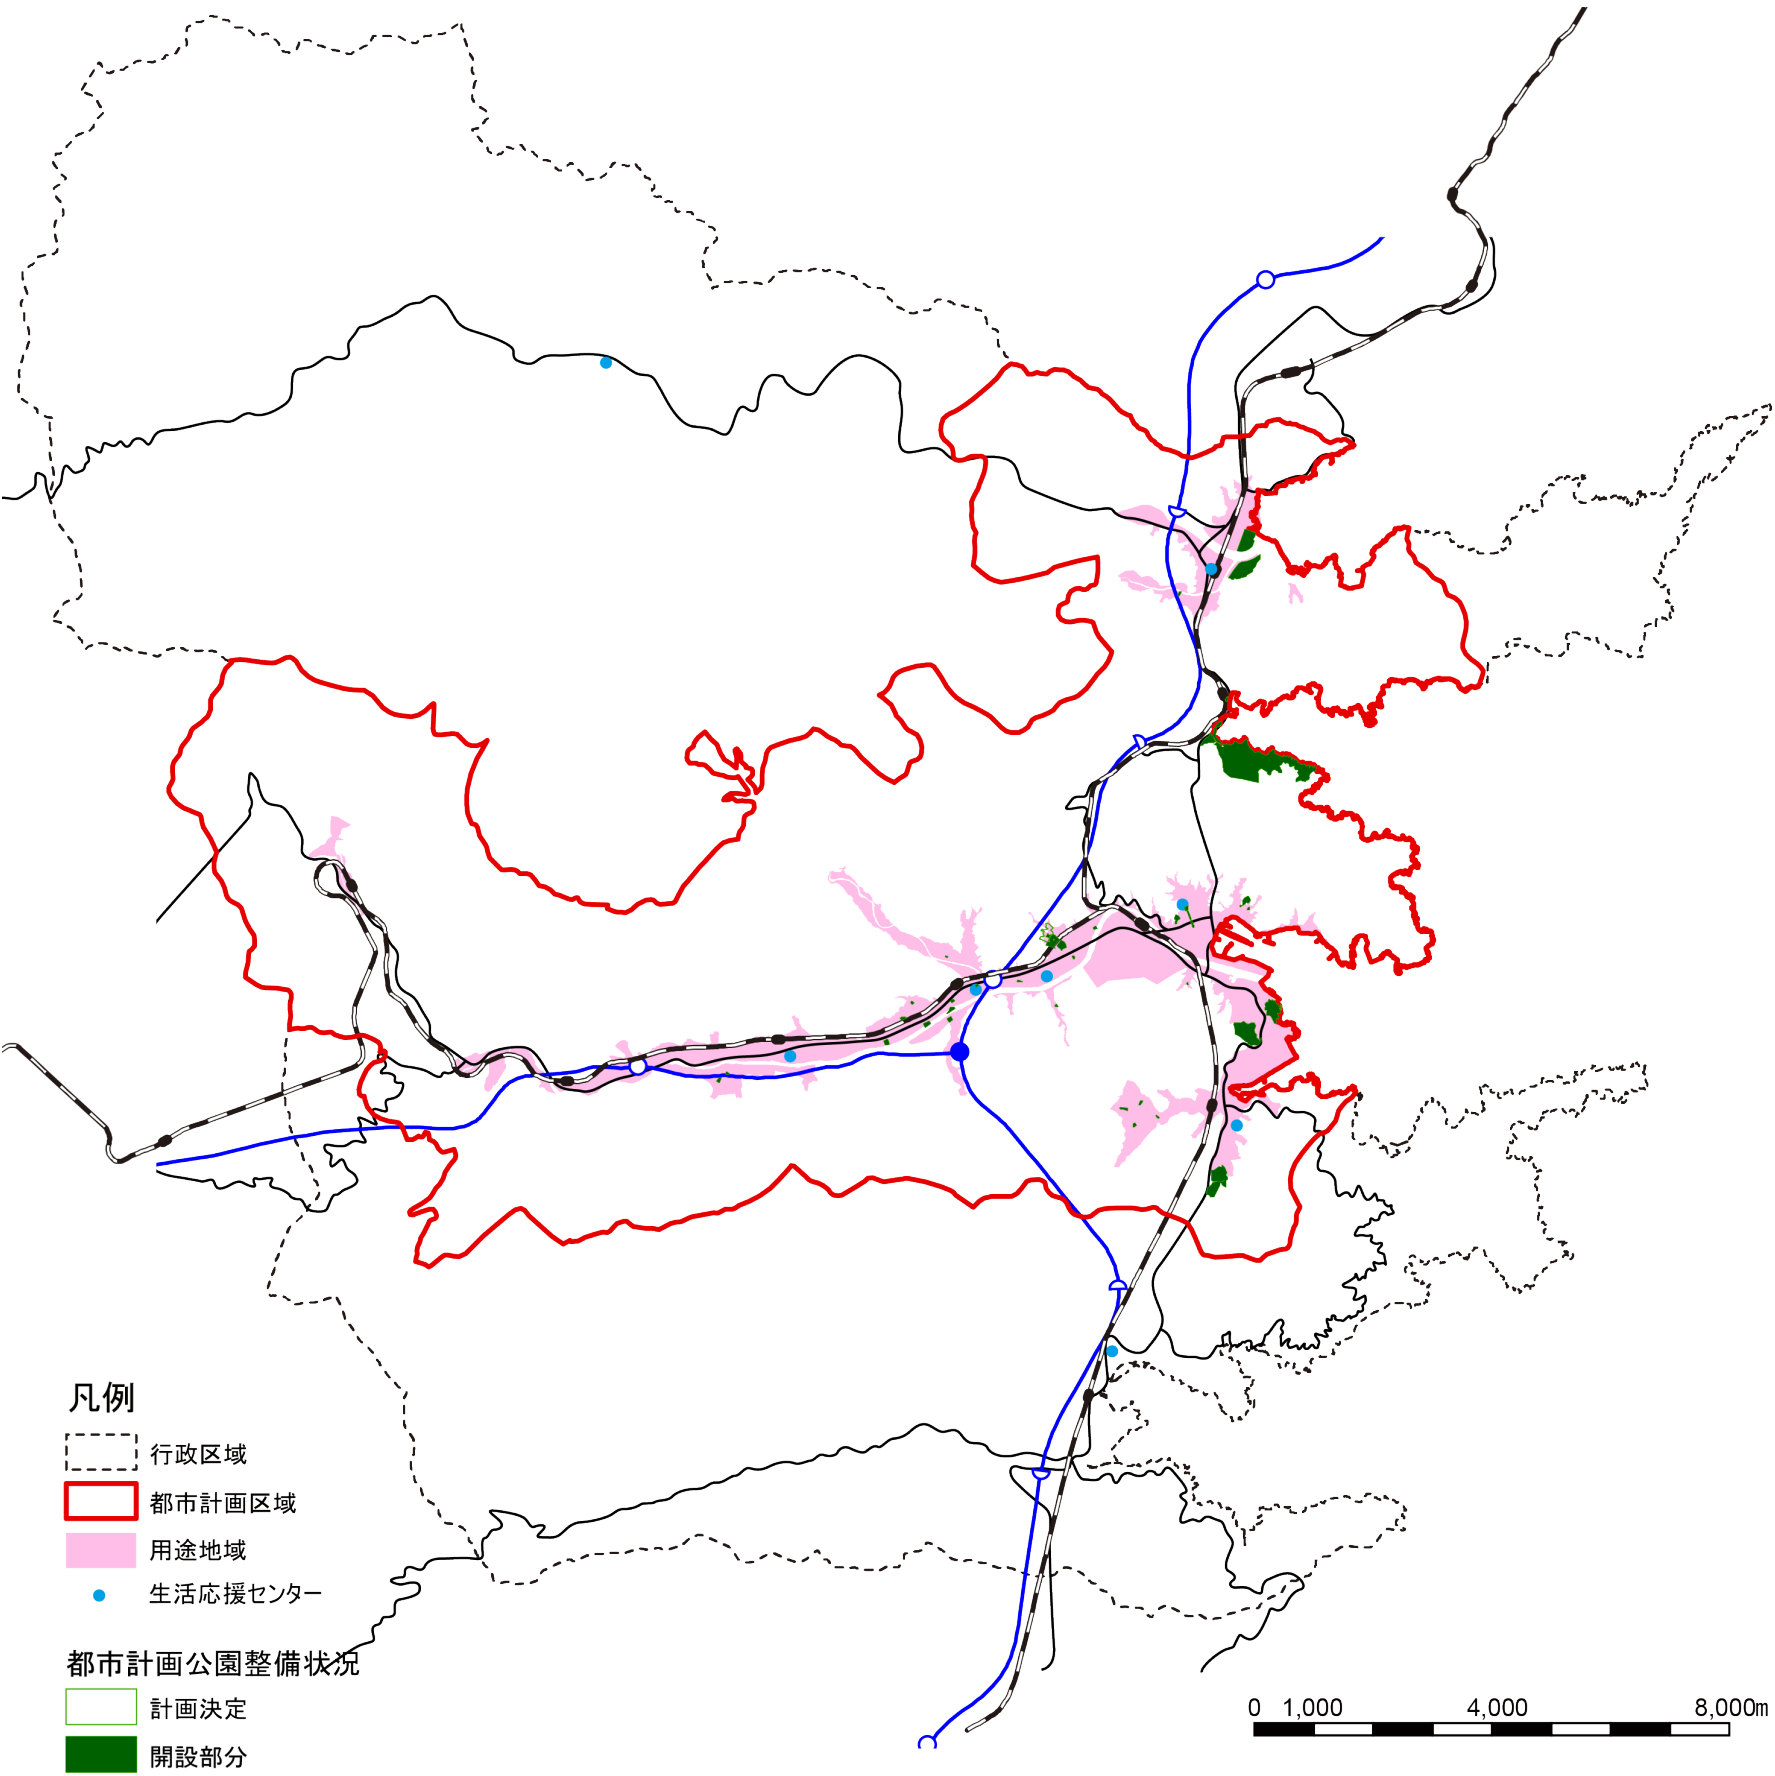 凡例
行政区域
都市計画区域
用途地域
生活応援センター
都市計画公園整備状況
計画決定
開設部分
0 1,000 4,000 8,000m